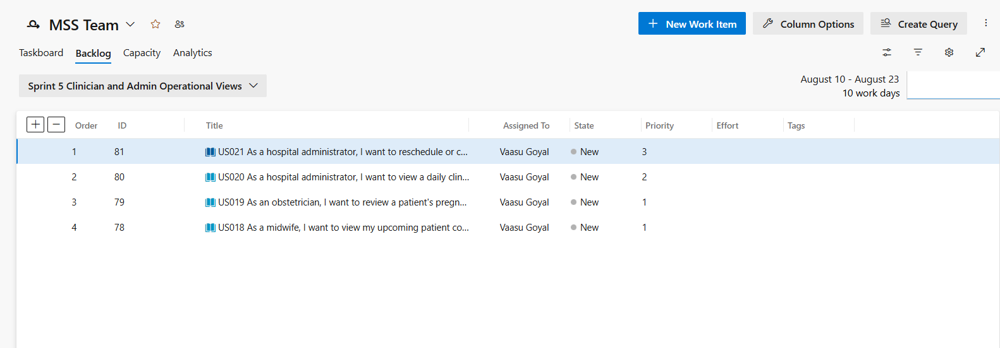 MSS Team
New Work Item
Column Options
Create Query
Taskboard Backlog Capacity Analytics
Sprint 5 Clinician and Admin Operational Views
August 10 - August 23
10 work days
Order ID Title Assigned To State Priority Effort Tags
1 81 US021 As a hospital administrator, I want to reschedule or c... Vaasu Goyal New 3
2 80 US020 As a hospital administrator, I want to view a daily clin... Vaasu Goyal New 2
3 79 US019 As an obstetrician, I want to review a patient's pregn... Vaasu Goyal New 1
4 78 US018 As a midwife, I want to view my upcoming patient co... Vaasu Goyal New 1